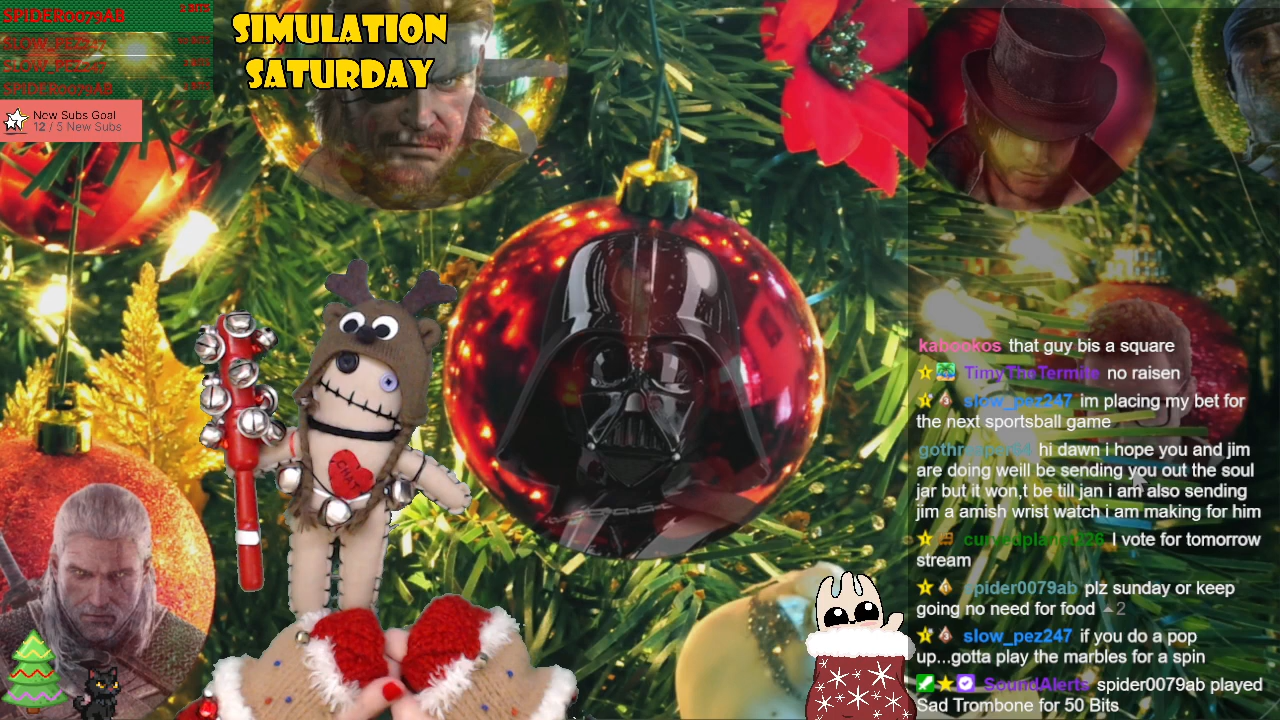 SPIDER0079AB
SLOW_PEZ247
SLOW_PEZ247
SPIDER0079AB
New Subs Goal
12 / 5 New Subs
SIMULATION
SATURDAY
CHAT
kabookos that guy bis a square
TimyTheTermite no raisen
slow_pez247 im placing my bet for
the next sportsball game
hi dawn i hope you and jim
are doing weill be sending you out the soul
jar but it won,t be till jan i am also sending
jim a amish wrist watch i am making for him
I vote for tomorrow
stream
spider0079ab plz sunday or keep
going no need for food 2
slow_pez247 if you do a pop
up...gotta play the marbles for a spin
SoundAlerts spider0079ab played
Sad Trombone for 50 Bits